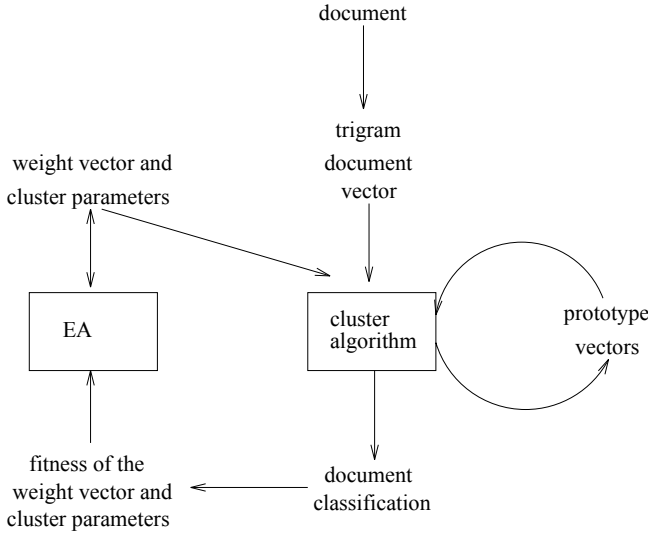 document
trigram
document
vector
weight vector and
cluster parameters
EA
cluster
algorithm
prototype
vectors
fitness of the
weight vector and
cluster parameters
document
classification